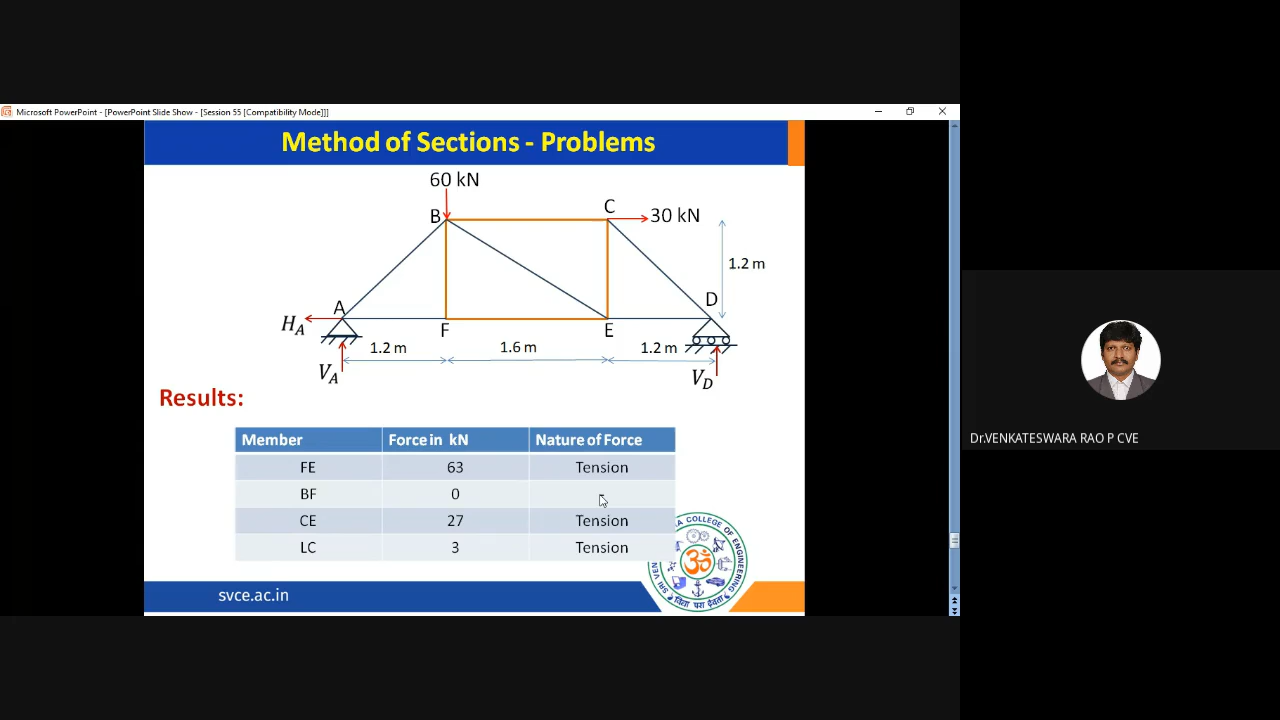 Microsoft PowerPoint - [PowerPoint Slide Show - [Session 55 [Compatibility Mode]]]
Method of Sections - Problems
60 kN
B
C
30 kN
1.2 m
A
D
H_A
F
E
1.2 m
1.6 m
1.2 m
V_A
V_D
Results:
Member Force in kN Nature of Force
FE 63 Tension
BF 0 -
CE 27 Tension
LC 3 Tension
svce.ac.in
Dr.VENKATESWARA RAO P CVE